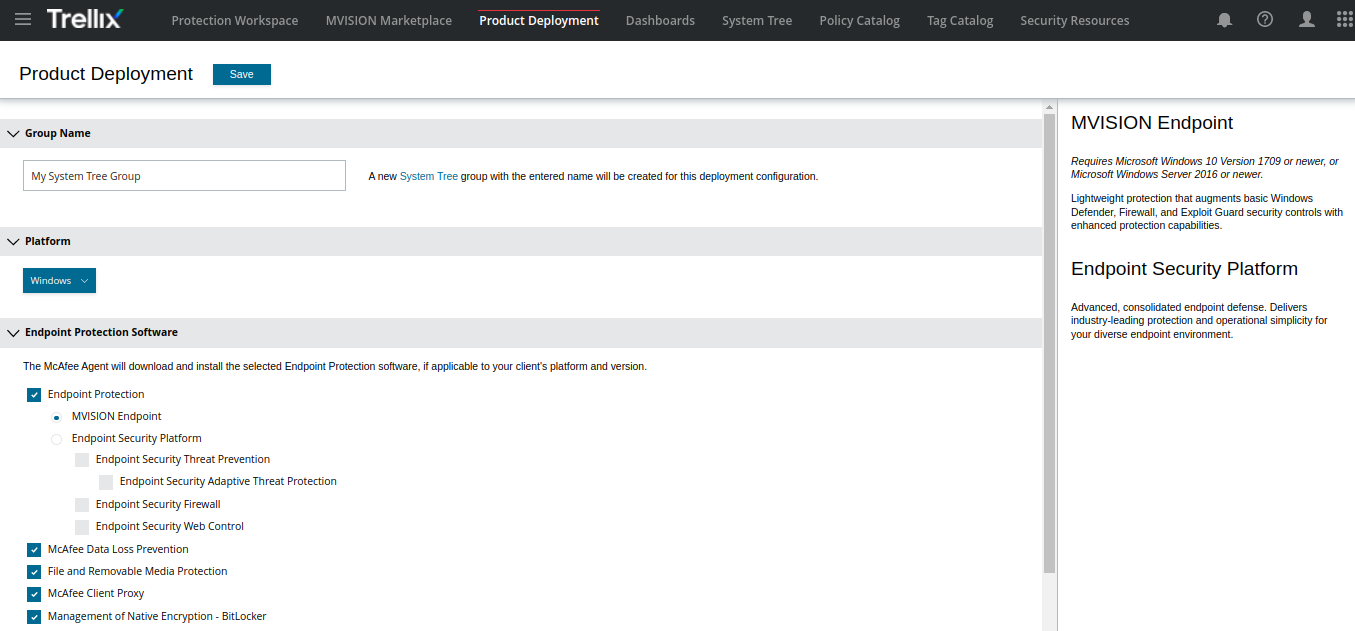 Trellix
Protection Workspace MVISION Marketplace Product Deployment Dashboards System Tree Policy Catalog Tag Catalog Security Resources
Product Deployment Save
Group Name
My System Tree Group
A new System Tree group with the entered name will be created for this deployment configuration.
Platform
Windows
Endpoint Protection Software
The McAfee Agent will download and install the selected Endpoint Protection software, if applicable to your client's platform and version.
Endpoint Protection
MVISION Endpoint
Endpoint Security Platform
Endpoint Security Threat Prevention
Endpoint Security Adaptive Threat Protection
Endpoint Security Firewall
Endpoint Security Web Control
McAfee Data Loss Prevention
File and Removable Media Protection
McAfee Client Proxy
Management of Native Encryption - BitLocker
MVISION Endpoint
Requires Microsoft Windows 10 Version 1709 or newer, or
Microsoft Windows Server 2016 or newer.
Lightweight protection that augments basic Windows
Defender, Firewall, and Exploit Guard security controls with
enhanced protection capabilities.
Endpoint Security Platform
Advanced, consolidated endpoint defense. Delivers
industry-leading protection and operational simplicity for
your diverse endpoint environment.